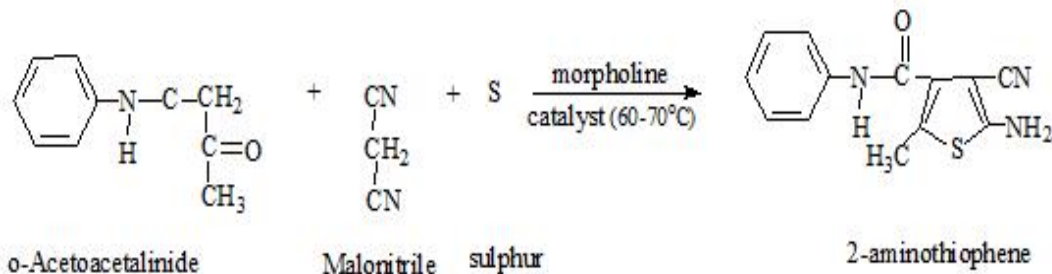 N
H
C
CH₂
C=O
CH₃
+
CN
CH₂
CN
+ S
morpholine
catalyst (60-70°C)
O
N
H
C
CN
NH₂
S
H₃C
o-Acetoacetalinide
Malonitrile
sulphur
2-aminothiophene